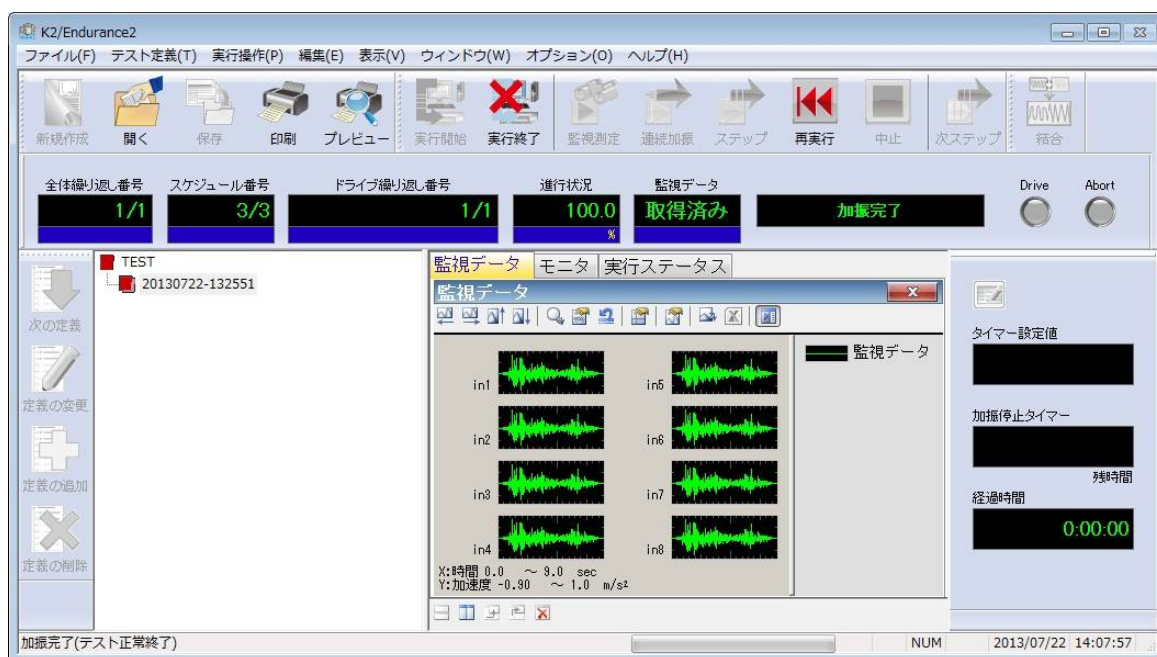 K2/Endurance2
ファイル(F) テスト定義(T) 実行操作(P) 編集(E) 表示(V) ウィンドウ(W) オプション(O) ヘルプ(H)
新規作成 開く 保存 印刷 プレビュー 実行開始 実行終了 監視測定 連続加振 ステップ 再実行 中止 次ステップ 結合
全体繰り返し番号 スケジュール番号 ドライブ繰り返し番号 進行状況 監視データ Drive Abort
1/1 3/3 1/1 100.0 取得済み 加振完了
%
TEST
20130722-132551
次の定義
定義の変更
定義の追加
定義の削除
監視データ モニタ 実行ステータス
監視データ
監視データ
in1 in5
in2 in6
in3 in7
in4 in8
X:時間 0.0 ～ 9.0 sec
Y:加速度 -0.90 ～ 1.0 m/s²
タイマー設定値
加振停止タイマー
残時間
経過時間
0:00:00
加振完了(テスト正常終了) NUM 2013/07/22 14:07:57